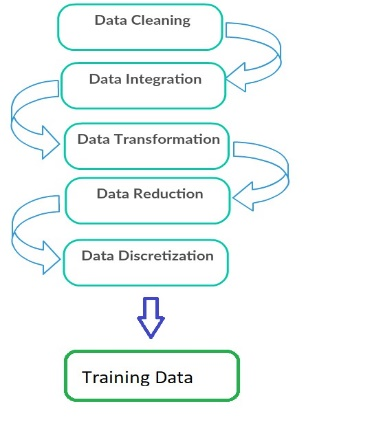 Data Cleaning
Data Integration
Data Transformation
Data Reduction
Data Discretization
Training Data